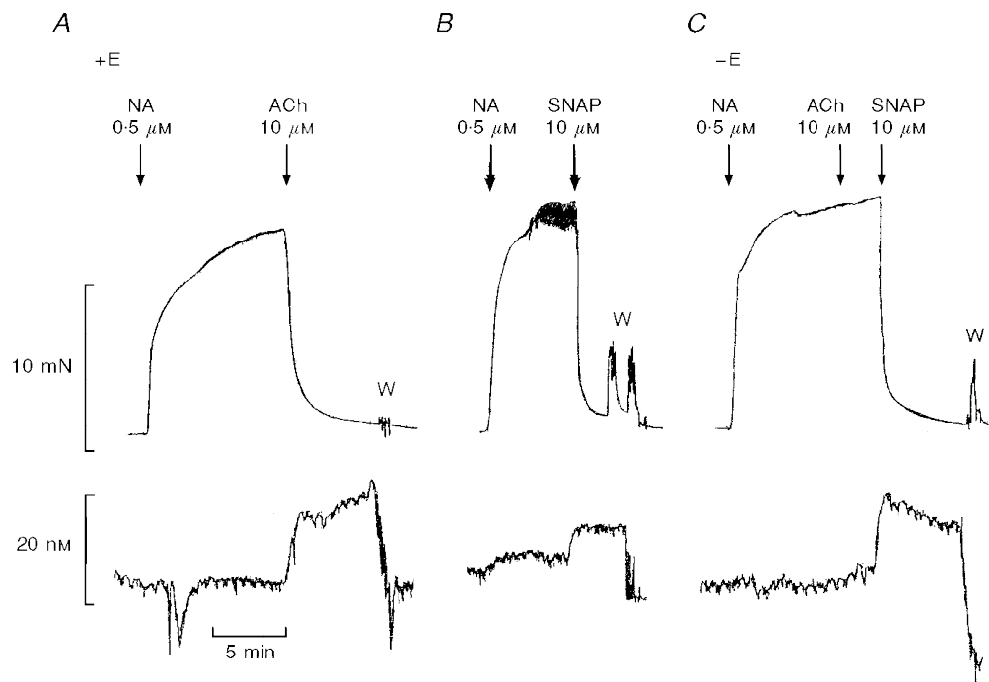 A
B
C
+E
−E
NA
0·5 μM
ACh
10 μM
NA
0·5 μM
SNAP
10 μM
NA
0·5 μM
ACh
10 μM
SNAP
10 μM
10 mN
W
W
W
20 nM
5 min